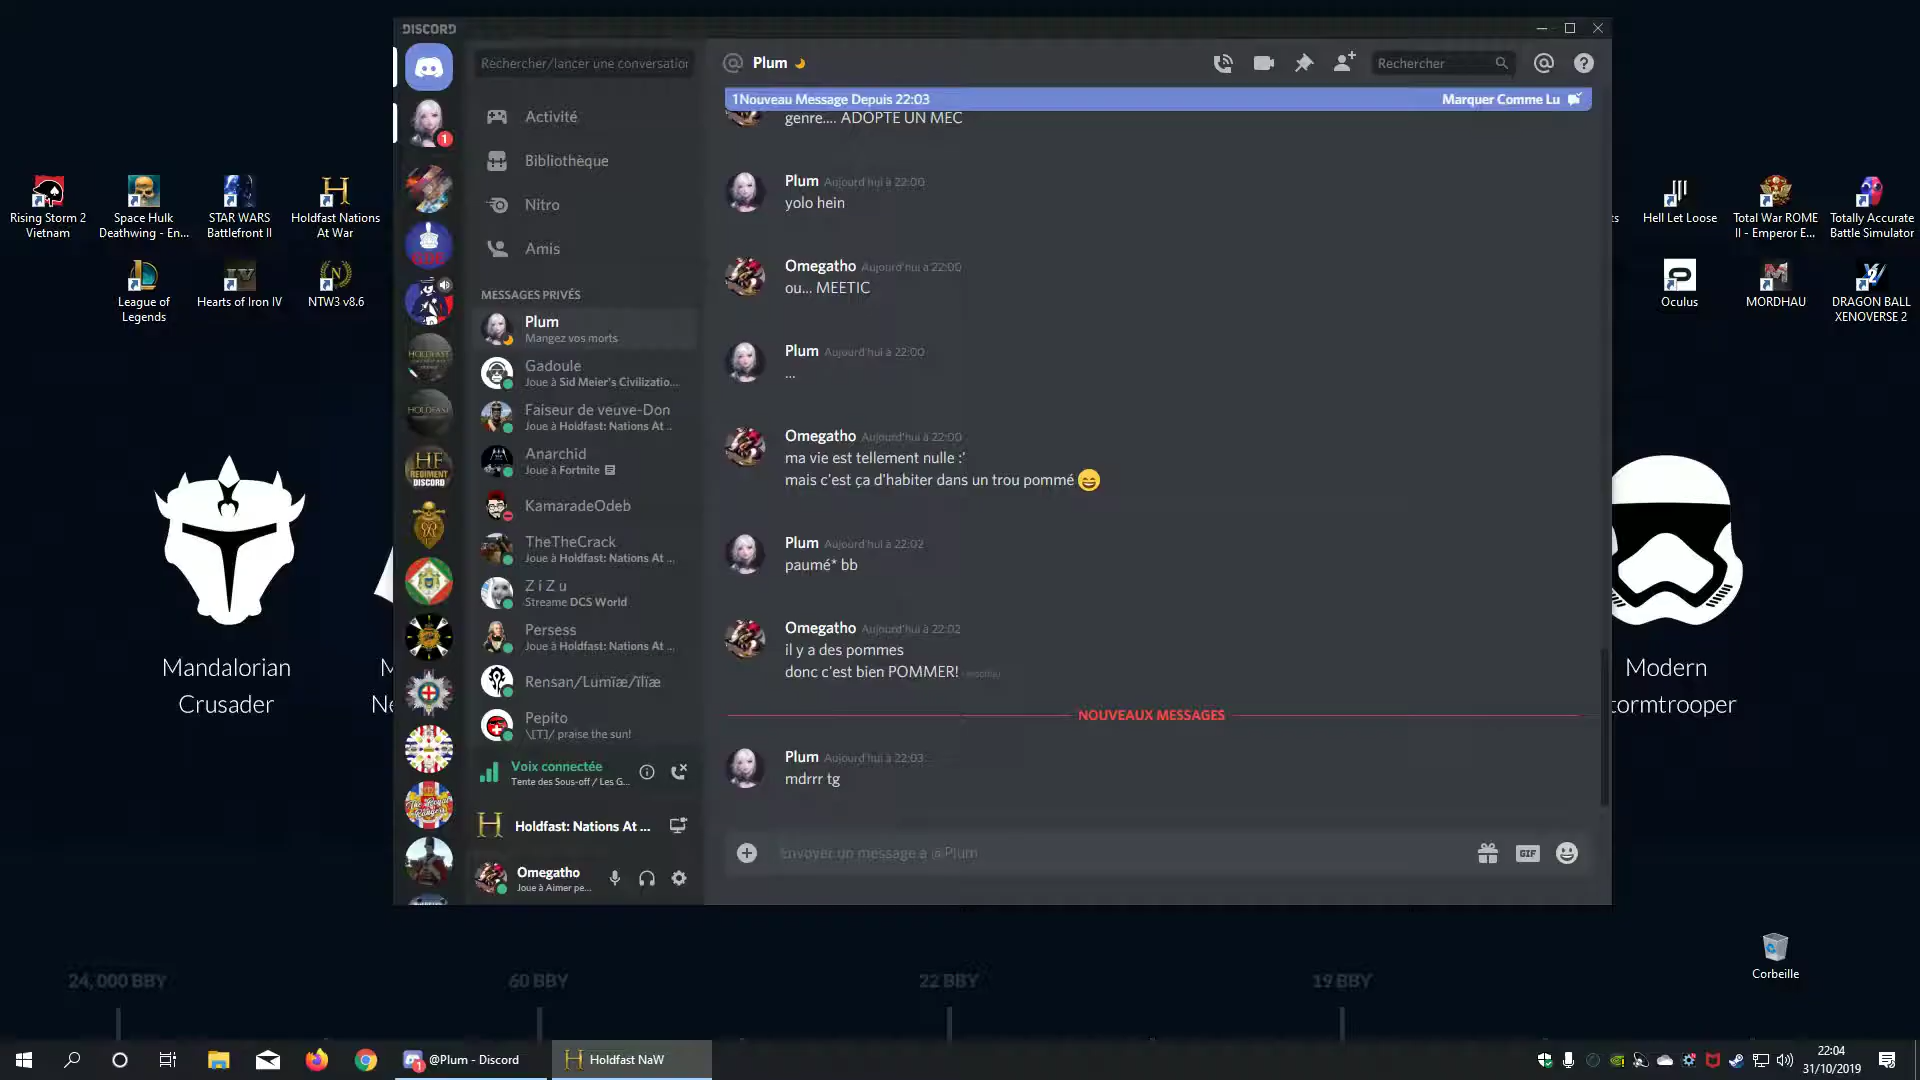 DISCORD
Rechercher/lancer une conversation
Plum
Rechercher
1Nouveau Message Depuis 22:03
Marquer Comme Lu
genre.... ADOPTE UN MEC
Activité
Bibliothèque
Nitro
Amis
MESSAGES PRIVÉS
Plum
Mangez vos morts
Gadoule
Joue à Sid Meier's Civilizatio...
Faiseur de veuve-Don
Joue à Holdfast: Nations At ..
Anarchid
Joue à Fortnite
KamaradeOdeb
TheTheCrack
Joue à Holdfast: Nations At ...
Z i Z u
Streame DCS World
Persess
Joue à Holdfast: Nations At ...
Rensan/Lumïæ/ïlïæ
Pepito
\[T]/ praise the sun!
Voix connectée
Tente des Sous-off / Les G...
Holdfast: Nations At ...
Omegatho
Joue à Aimer pe...
Plum Aujourd'hui à 22:00
yolo hein
Omegatho Aujourd'hui à 22:00
ou... MEETIC
Plum Aujourd'hui à 22:00
...
Omegatho Aujourd'hui à 22:00
ma vie est tellement nulle :'
mais c'est ça d'habiter dans un trou pommé
Plum Aujourd'hui à 22:02
paumé* bb
Omegatho Aujourd'hui à 22:02
il y a des pommes
donc c'est bien POMMER!
NOUVEAUX MESSAGES
Plum Aujourd'hui à 22:03
mdrrr tg
Envoyer un message à @Plum
GIF
Rising Storm 2
Vietnam
Space Hulk
Deathwing - En...
STAR WARS
Battlefront II
Holdfast Nations
At War
League of
Legends
Hearts of Iron IV
NTW3 v8.6
Hell Let Loose
Total War ROME
II - Emperor E...
Totally Accurate
Battle Simulator
Oculus
MORDHAU
DRAGON BALL
XENOVERSE 2
HOLDFAST
HOLDFAST
HF
REGIMENT
DISCORD
1
Mandalorian
Crusader
M
Ne
Modern
tormtrooper
Corbeille
24,000 BBY
60 BBY
22 BBY
19 BBY
@Plum - Discord
Holdfast NaW
22:04
31/10/2019